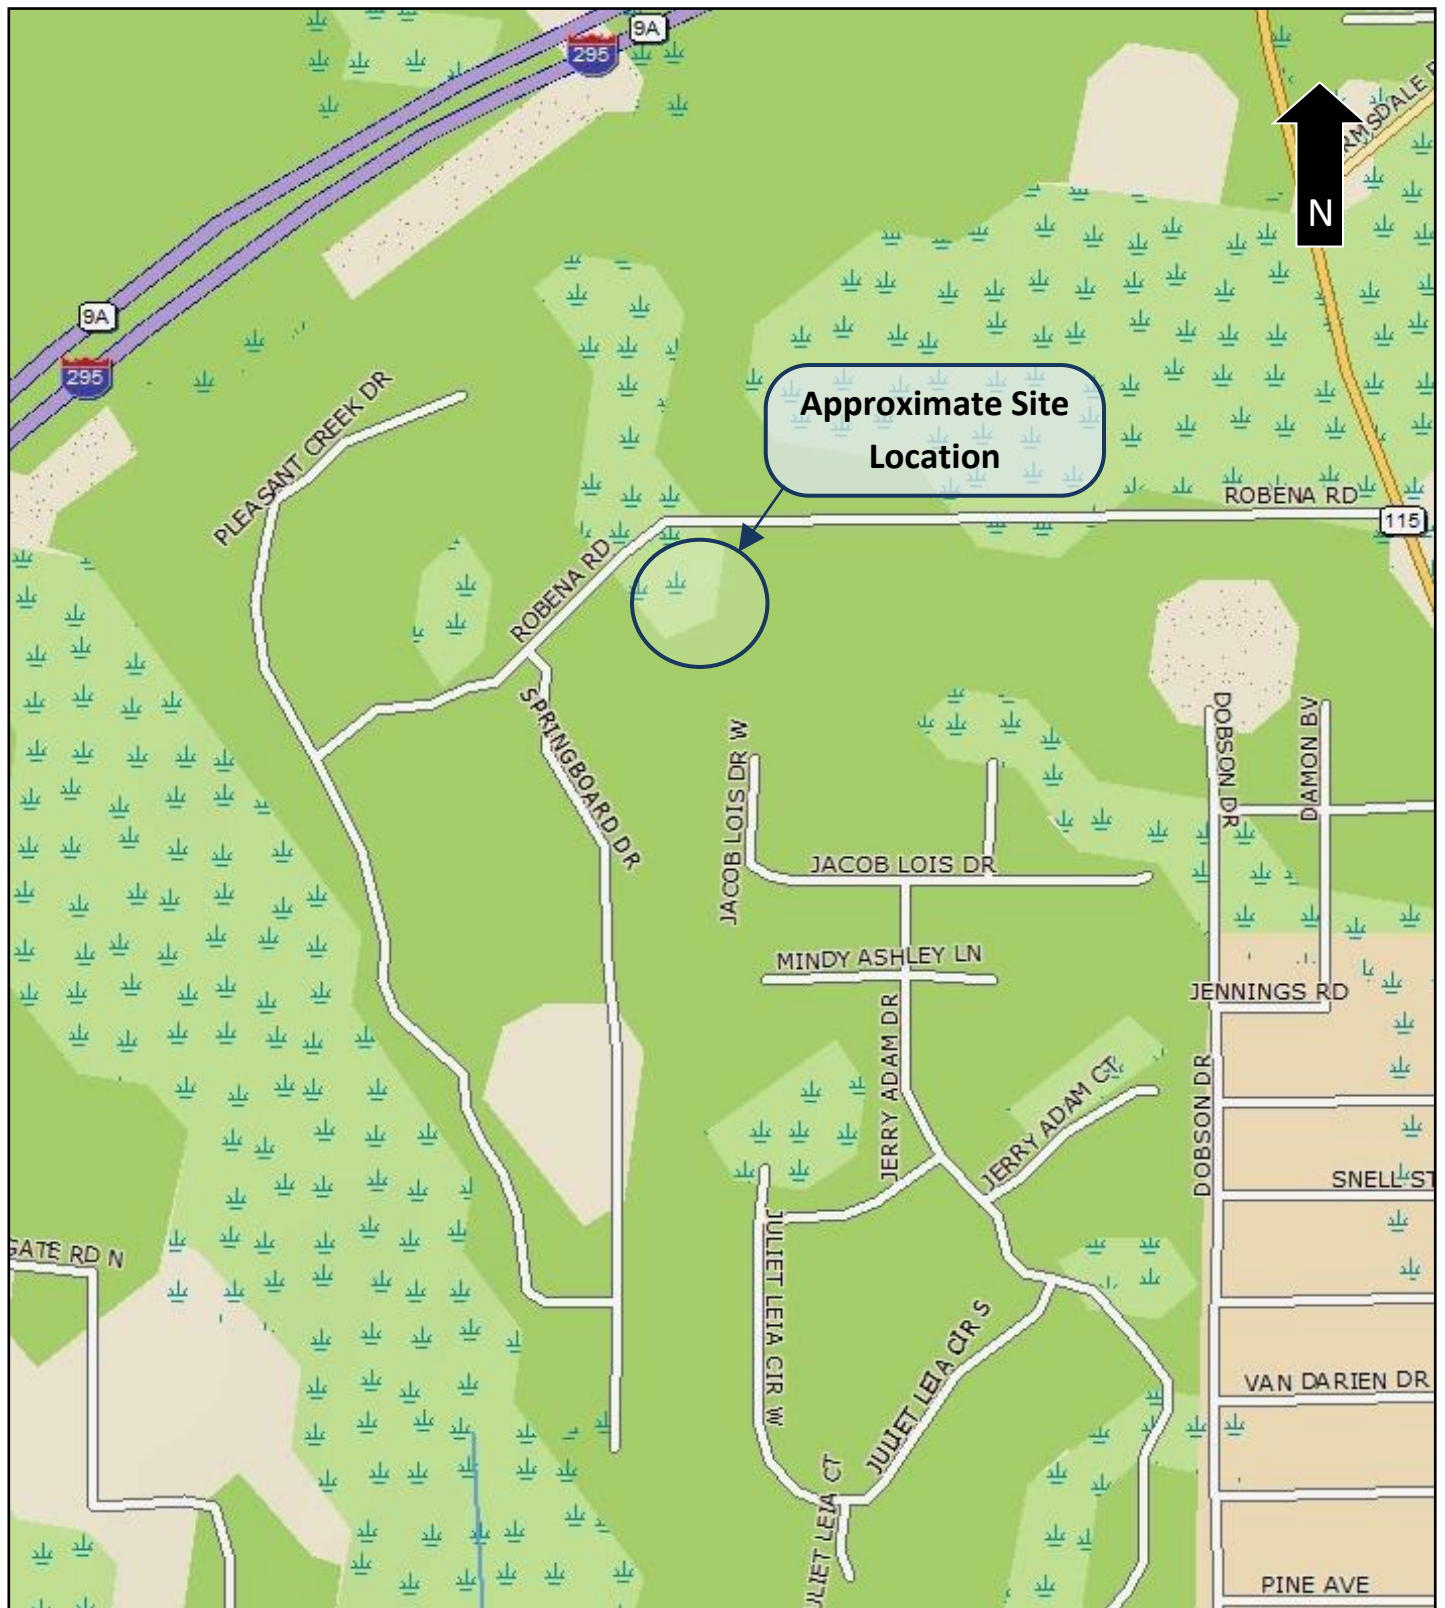 9A
295
RMSDALE R
N
9A
295
PLEASANT CREEK DR
Approximate Site
Location
ROBENA RD
115
ROBENA RD
SPRINGBOARD DR
JACOB LOIS DR W
DOBSON DR
DAMON BV
JACOB LOIS DR
MINDY ASHLEY LN
JENNINGS RD
JERRY ADAM DR
JERRY ADAM CT
DOBSON DR
SNELL ST
GATE RD N
JULIET LEIA CIR W
JULIET LEIA CIR S
VAN DARIEN DR
ULIET LEIA CT
PINE AVE